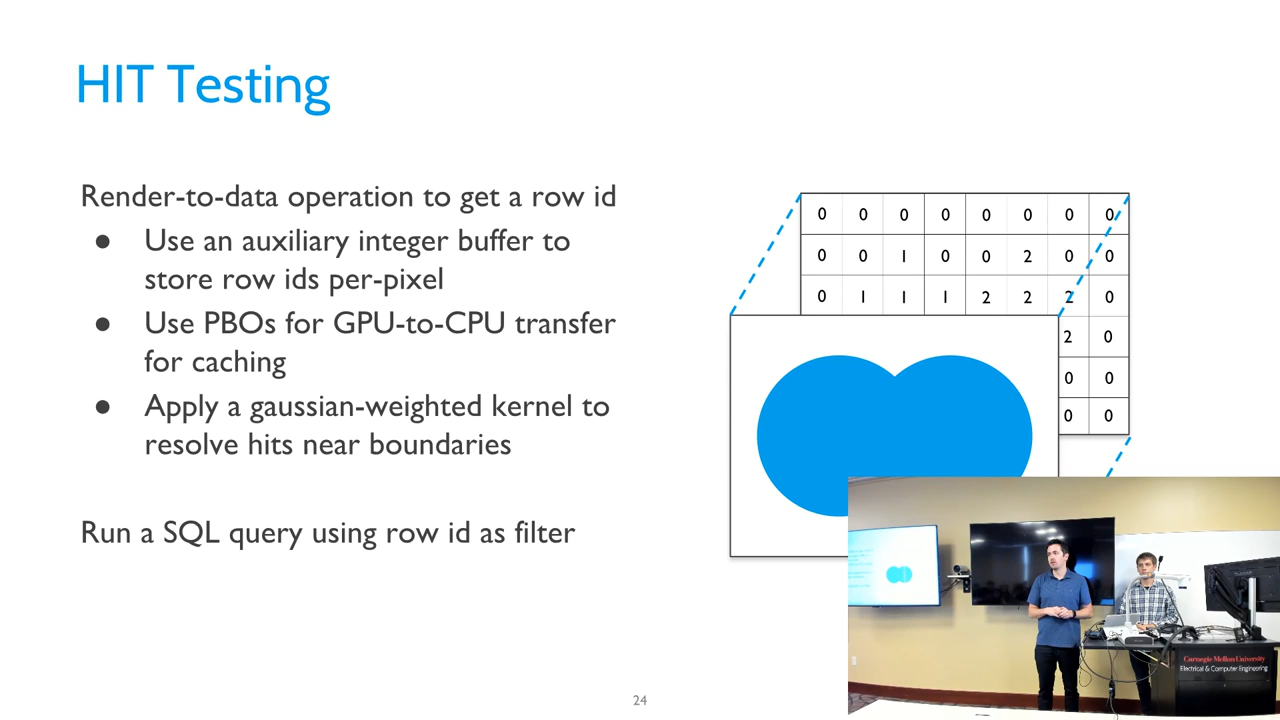 HIT Testing
Render-to-data operation to get a row id
● Use an auxiliary integer buffer to
store row ids per-pixel
● Use PBOs for GPU-to-CPU transfer
for caching
● Apply a gaussian-weighted kernel to
resolve hits near boundaries
Run a SQL query using row id as filter
0 0 0 0 0 0 0 0
0 0 1 0 0 2 0 0
0 1 1 1 2 2 2 0
2 0
0 0
0 0
Carnegie Mellon University
Electrical & Computer Engineering
24